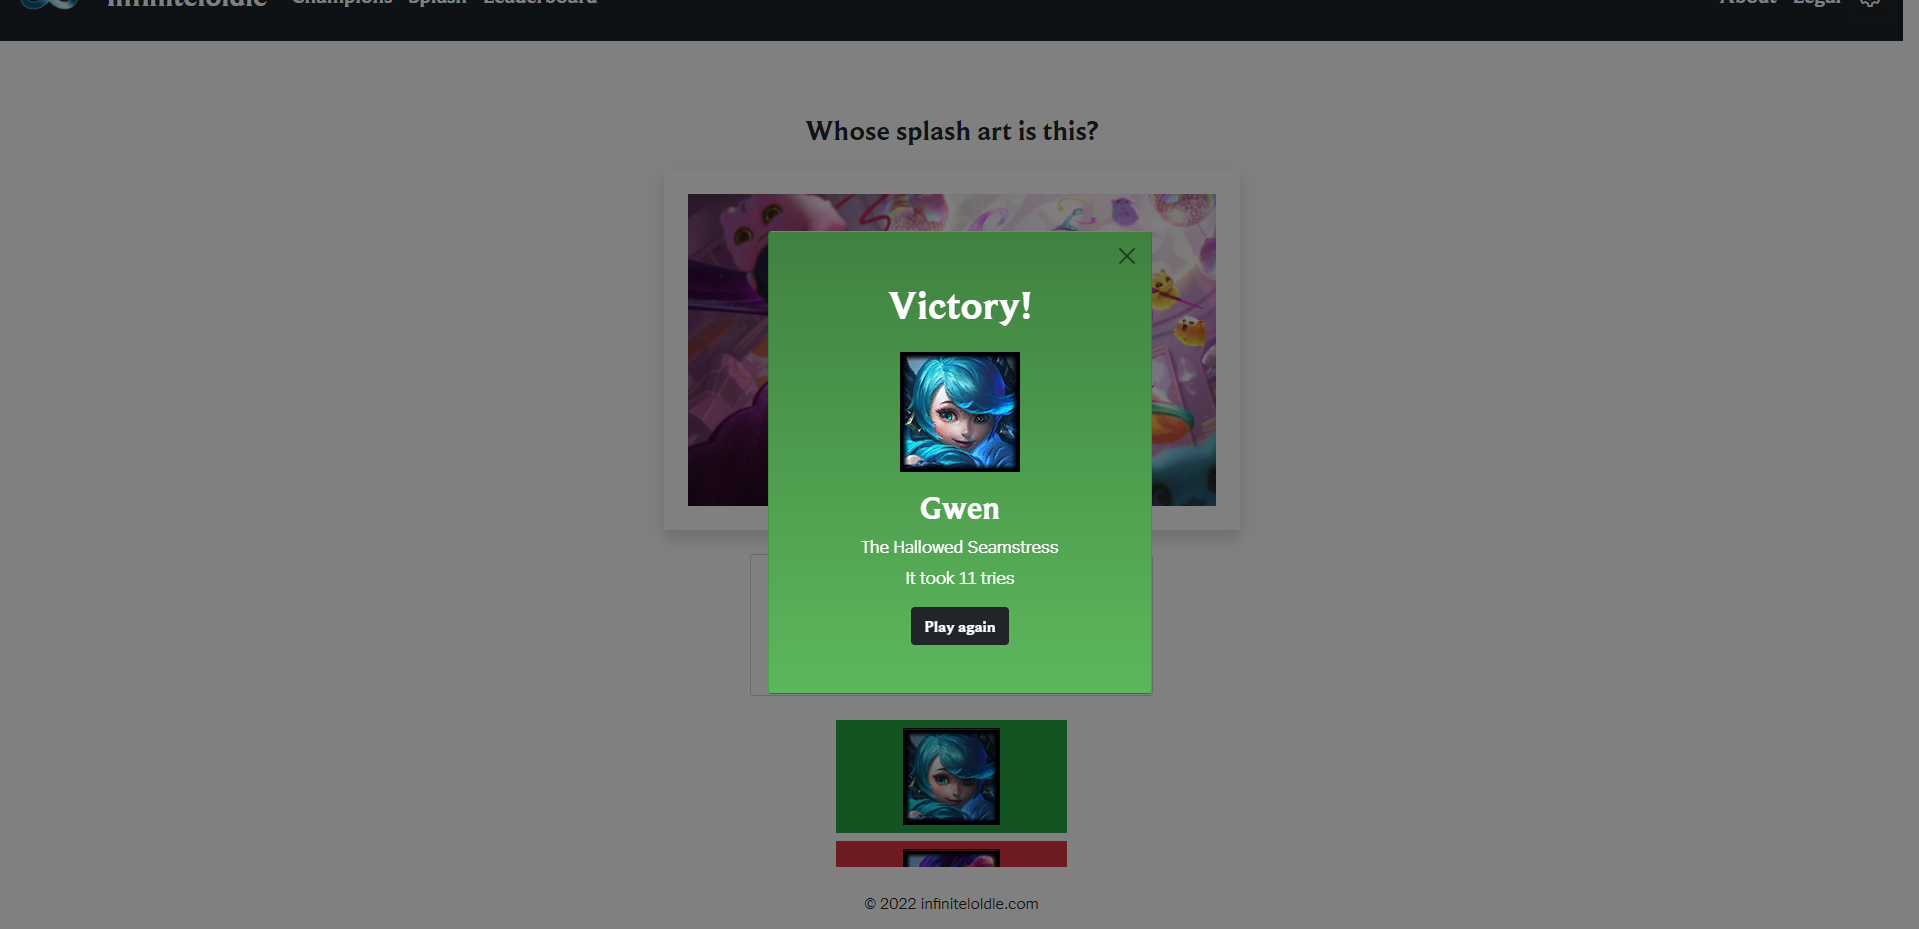 infiniteloldle Champions Splash Leaderboard About Legal
Whose splash art is this?
Victory!
Gwen
The Hallowed Seamstress
It took 11 tries
Play again
© 2022 infiniteloldle.com